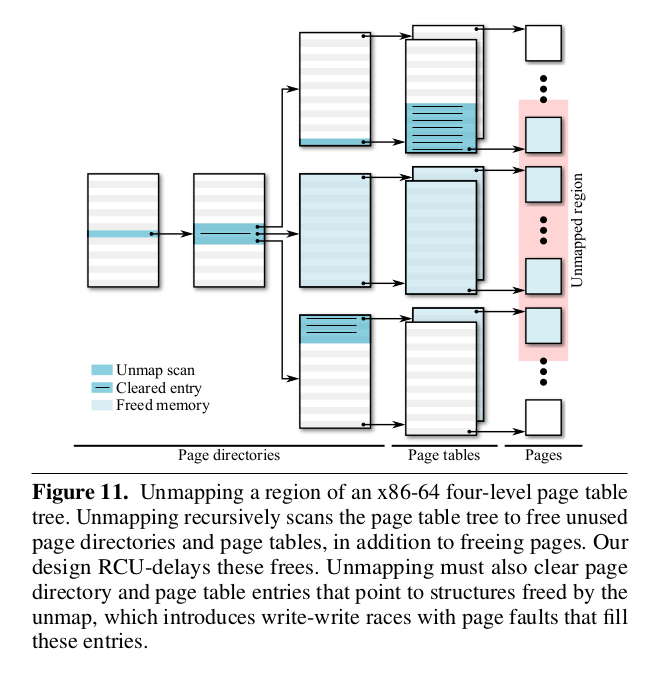 Unmapped region
Unmap scan
Cleared entry
Freed memory
Page directories
Page tables
Pages
Figure 11. Unmapping a region of an x86-64 four-level page table
tree. Unmapping recursively scans the page table tree to free unused
page directories and page tables, in addition to freeing pages. Our
design RCU-delays these frees. Unmapping must also clear page
directory and page table entries that point to structures freed by the
unmap, which introduces write-write races with page faults that fill
these entries.